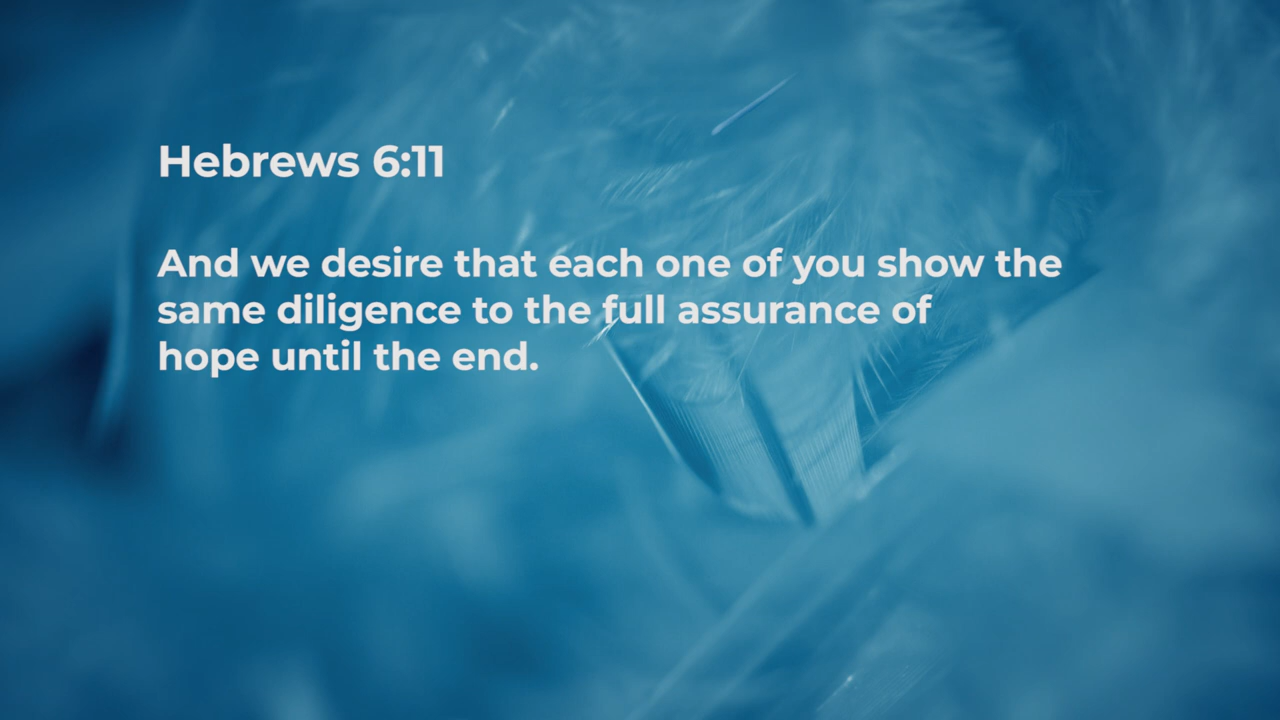 Hebrews 6:11
And we desire that each one of you show the
same diligence to the full assurance of
hope until the end.